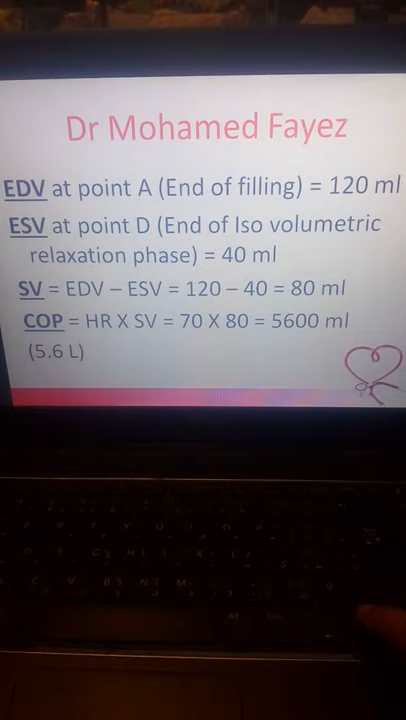 Dr Mohamed Fayez
EDV at point A (End of filling) = 120 ml
ESV at point D (End of Iso volumetric
relaxation phase) = 40 ml
SV = EDV – ESV = 120 – 40 = 80 ml
COP = HR X SV = 70 X 80 = 5600 ml
(5.6 L)